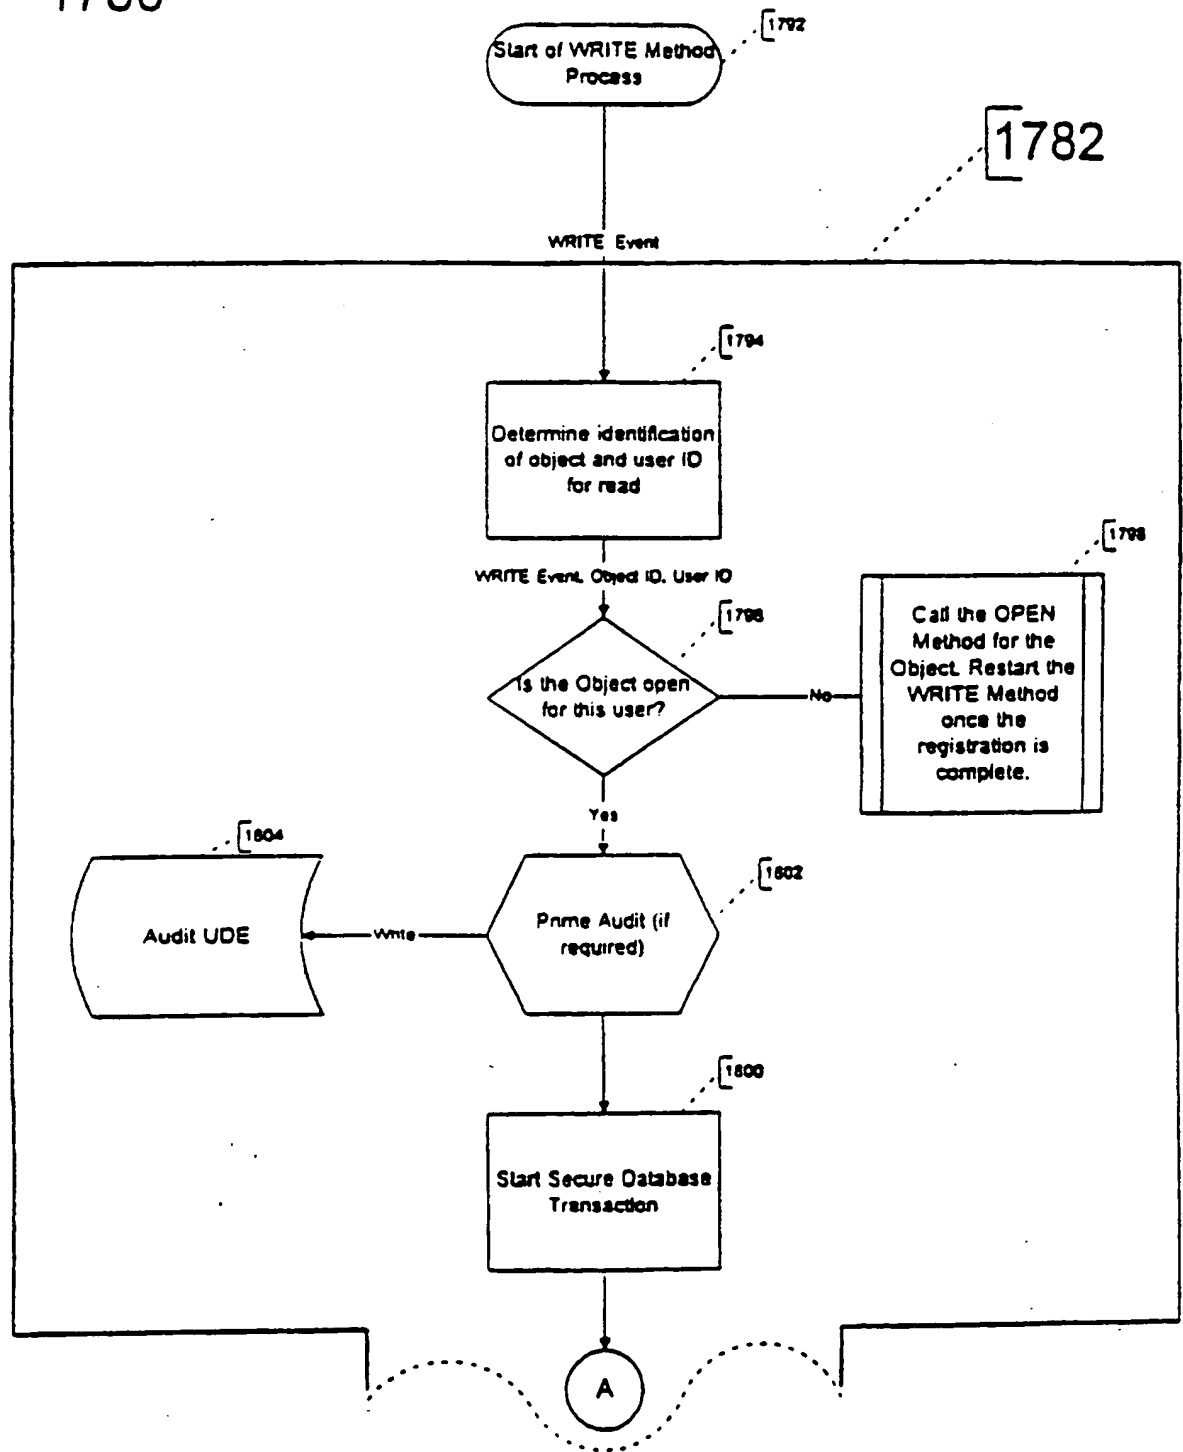 1792
Start of WRITE Method
Process
1782
WRITE Event
1794
Determine identification
of object and user ID
for read
1798
WRITE Event, Object ID, User ID
1796
Call the OPEN
Method for the
Object. Restart the
WRITE Method
once the
registration is
complete.
Is the Object open
for this user?
No
Yes
1804
1802
Audit UDE
Write
Prime Audit (if
required)
1800
Start Secure Database
Transaction
A